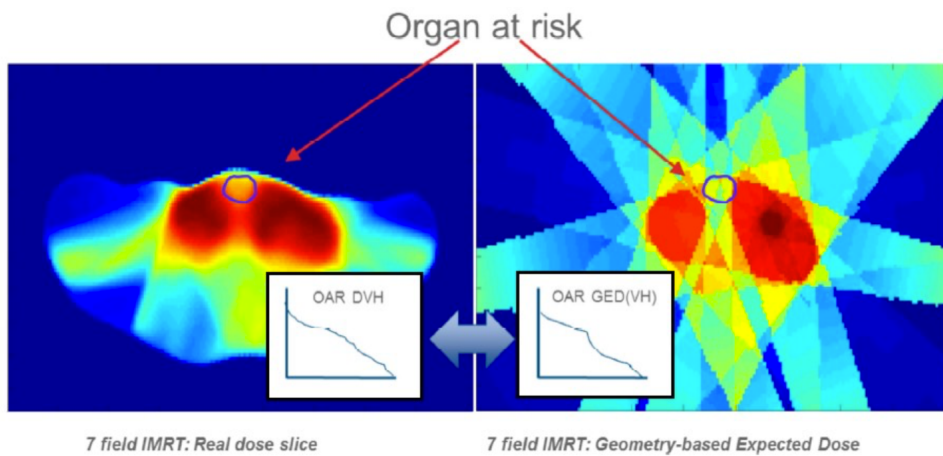 Organ at risk
OAR DVH
OAR GED(VH)
7 field IMRT: Real dose slice
7 field IMRT: Geometry-based Expected Dose